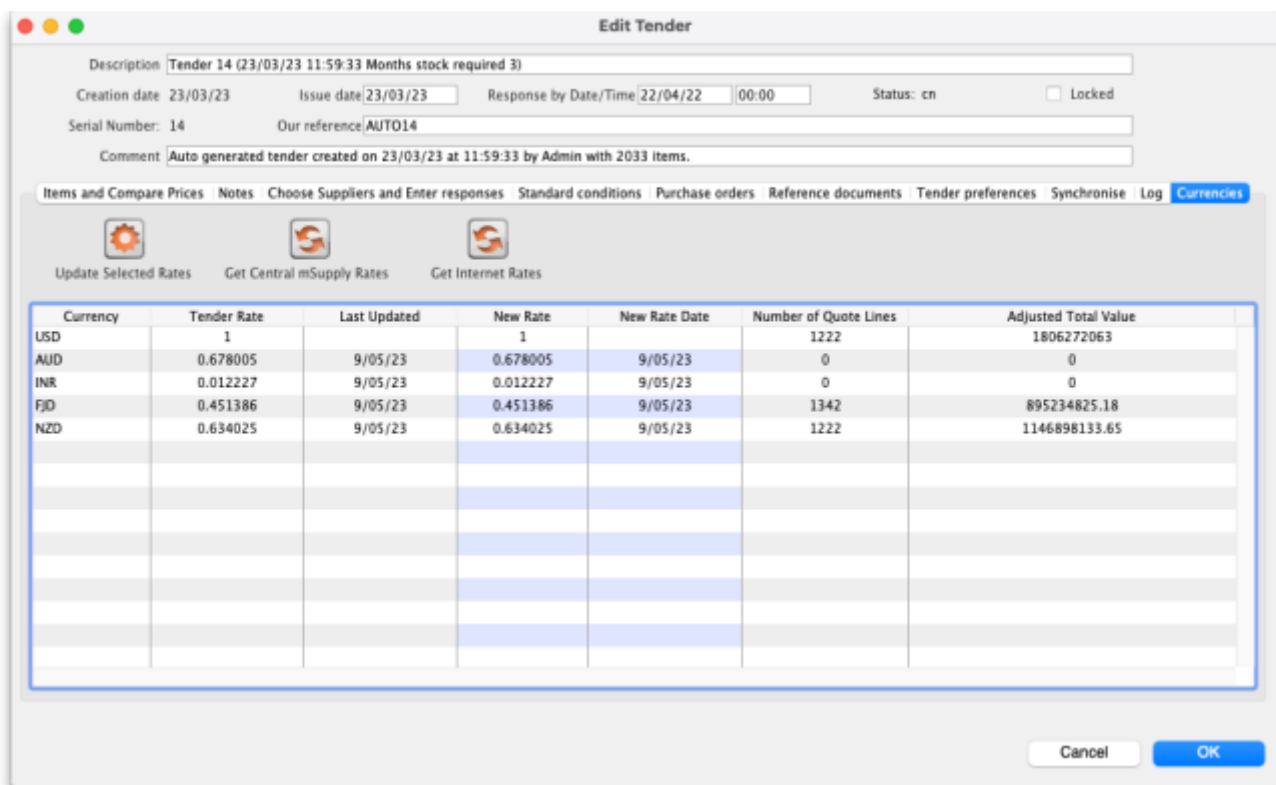 Edit Tender
Description Tender 14 (23/03/23 11:59:33 Months stock required 3)
Creation date 23/03/23 Issue date 23/03/23 Response by Date/Time 22/04/22 00:00 Status: cn Locked
Serial Number: 14 Our reference AUTO14
Comment Auto generated tender created on 23/03/23 at 11:59:33 by Admin with 2033 items.
Items and Compare Prices Notes Choose Suppliers and Enter responses Standard conditions Purchase orders Reference documents Tender preferences Synchronise Log Currencies
Update Selected Rates Get Central mSupply Rates Get Internet Rates
Currency Tender Rate Last Updated New Rate New Rate Date Number of Quote Lines Adjusted Total Value
USD 1 1 1222 1806272063
AUD 0.678005 9/05/23 0.678005 9/05/23 0 0
INR 0.012227 9/05/23 0.012227 9/05/23 0 0
FJD 0.451386 9/05/23 0.451386 9/05/23 1342 895234825.18
NZD 0.634025 9/05/23 0.634025 9/05/23 1222 1146898133.65
Cancel OK